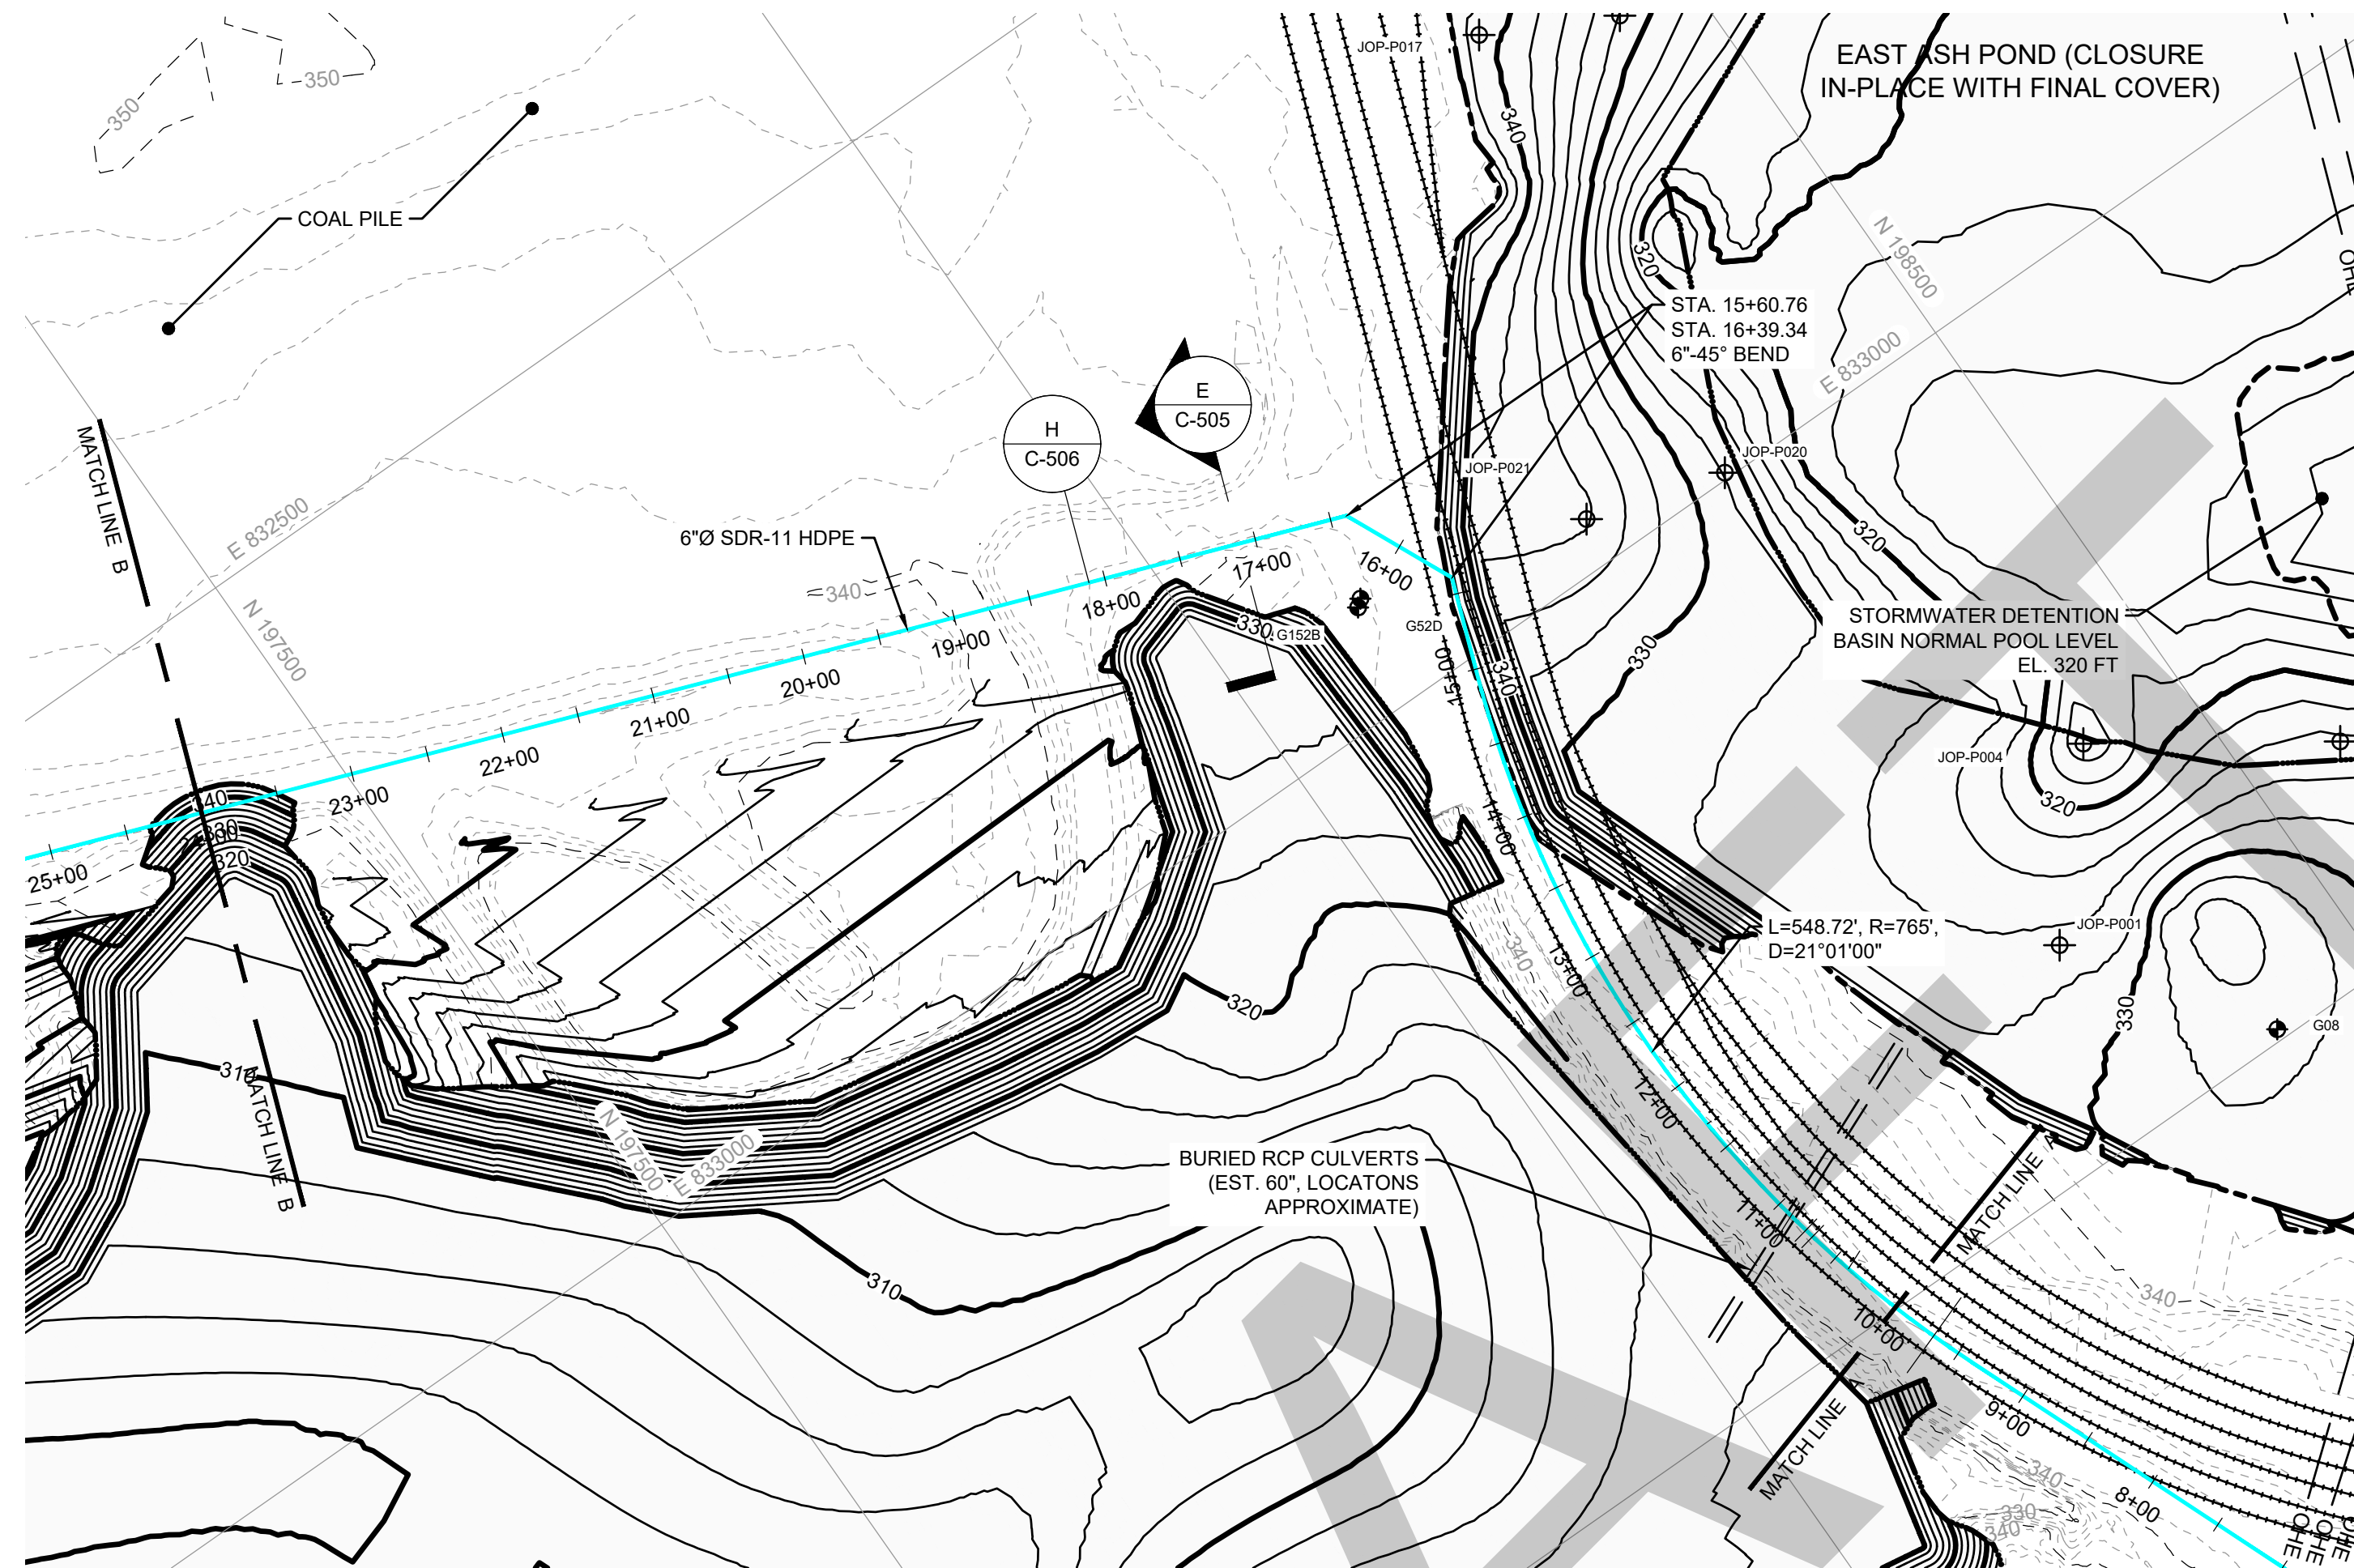 350
350
COAL PILE
JOP-P017
EAST ASH POND (CLOSURE
IN-PLACE WITH FINAL COVER)
340
320
N 198500
E 833000
STA. 15+60.76
STA. 16+39.34
6"-45° BEND
H
C-506
E
C-505
MATCH LINE B
E 832500
N 197500
6"Ø SDR-11 HDPE
340
JOP-P021
JOP-P020
320
17+00
16+00
18+00
19+00
20+00
21+00
22+00
23+00
25+00
330
G152B
G52D
15+00
340
330
STORMWATER DETENTION
BASIN NORMAL POOL LEVEL
EL. 320 FT
JOP-P004
320
340
330
320
14+00
340
13+00
L=548.72', R=765',
D=21°01'00"
JOP-P001
330
G08
320
310
MATCH LINE B
N 197500
E 833000
12+00
BURIED RCP CULVERTS
(EST. 60", LOCATONS
APPROXIMATE)
11+00
MATCH LINE A
310
340
10+00
MATCH LINE A
9+00
340
8+00
330
340
OHE
OHE
OHE
OHE